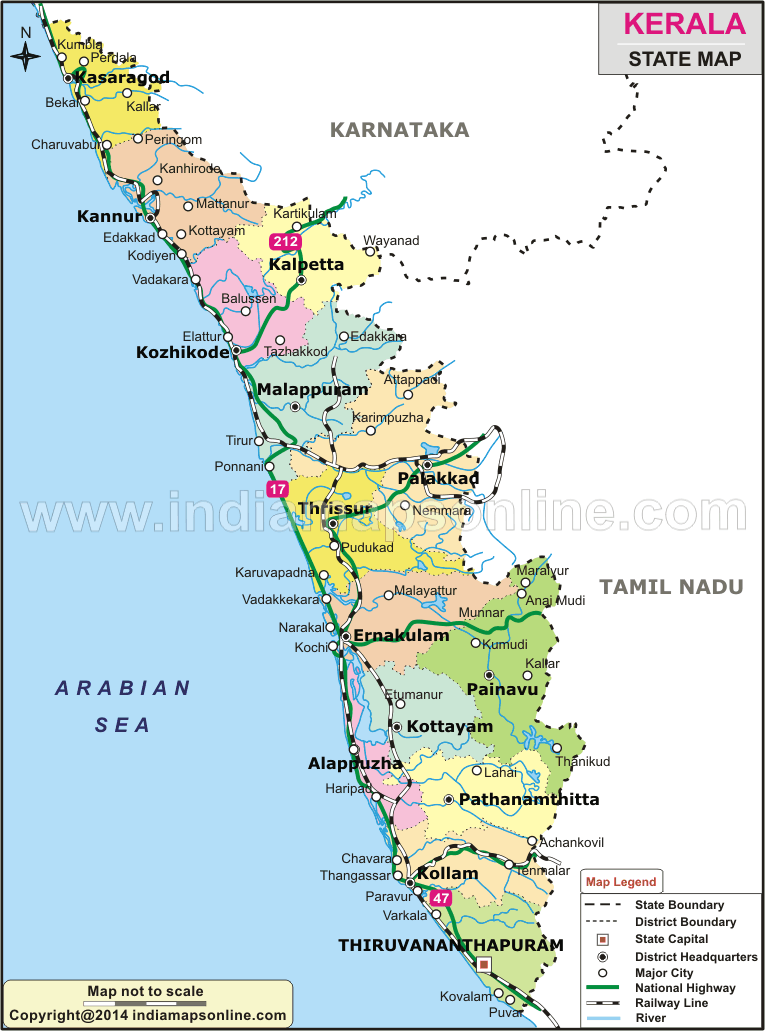 KERALA
STATE MAP
N
Kumbla
Perdala
Kasaragod
Bekal
Kallar
Charuvabur
Peringom
KARNATAKA
Kanhirode
Mattanur
Kannur
Kartikulam
Edakkad
Kottayam
212
Wayanad
Kodiyen
Kalpetta
Vadakara
Balussen
Elattur
Edakkara
Kozhikode
Tazhakkod
Attappadi
Malappuram
Karimpuzha
Tirur
Ponnani
Palakkad
17
www.indiamapsonline.com
Thrissur
Nemmara
Pudukad
Karuvapadna
Maraiyur
TAMIL NADU
Vadakkekara
Malayattur
Anai Mudi
Munnar
Narakal
Ernakulam
Kochi
Kumudi
Kallar
ARABIAN
SEA
Painavu
Etumanur
Kottayam
Alappuzha
Thanikud
Lahai
Haripad
Pathanamthitta
Achankovil
Chavara
Thangassar
Kollam
Tennalar
Paravur
47
Varkala
THIRUVANANTHAPURAM
Kovalam
Puvar
Map Legend
State Boundary
District Boundary
State Capital
District Headquarters
Major City
National Highway
Railway Line
River
Map not to scale
Copyright@2014 indiamapsonline.com